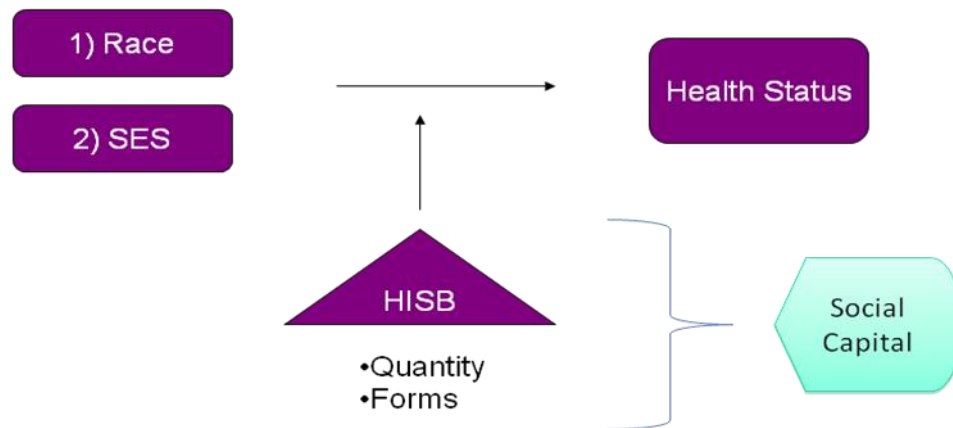 1) Race
2) SES
Health Status
HISB
•Quantity
•Forms
Social
Capital